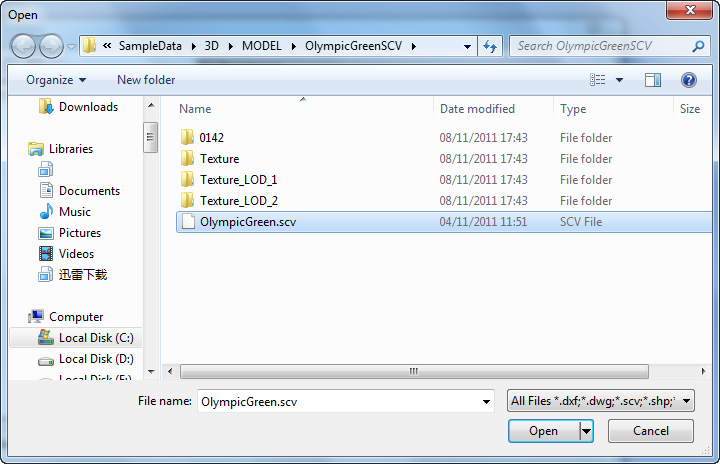 Open
« SampleData 3D MODEL OlympicGreenSCV
Search OlympicGreenSCV
Organize New folder
Downloads
Libraries
Documents
Music
Pictures
Videos
迅雷下载
Computer
Local Disk (C:)
Local Disk (D:)
Name Date modified Type Size
0142 08/11/2011 17:43 File folder
Texture 08/11/2011 17:43 File folder
Texture_LOD_1 08/11/2011 17:43 File folder
Texture_LOD_2 08/11/2011 17:43 File folder
OlympicGreen.scv 04/11/2011 11:51 SCV File
File name: OlympicGreen.scv
All Files *.dxf;*.dwg;*.scv;*.shp;*
Open Cancel